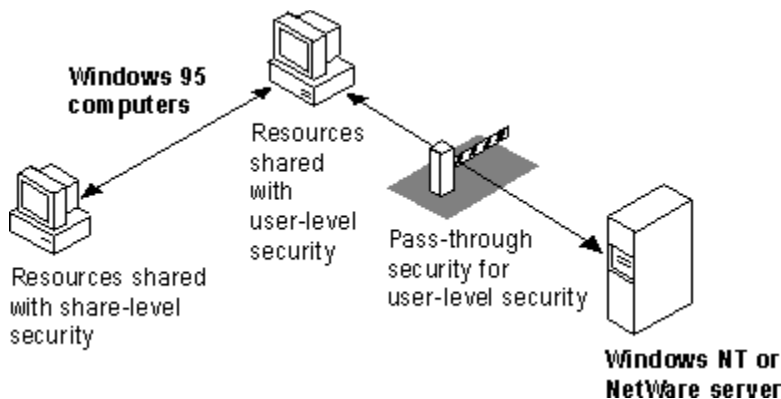 Windows 95
computers
Resources
shared
with
user-level
security
Resources shared
with share-level
security
Pass-through
security for
user-level security
Windows NT or
NetWare server